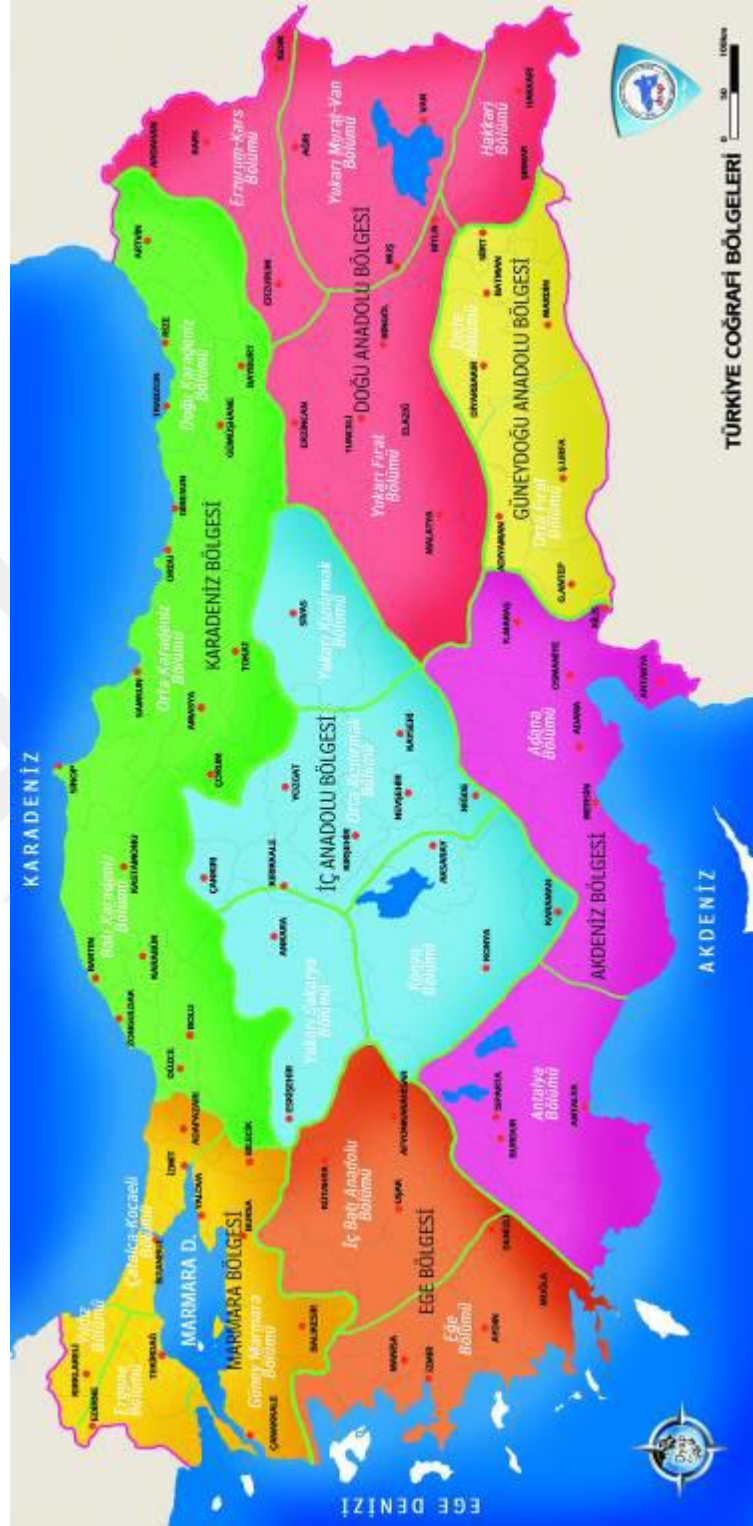 KARADENİZ
EGE DENİZİ
AKDENİZ
MARMARA D.
MARMARA BÖLGESİ
Yıldız
Bölümü
Ergene
Bölümü
Çatalca-Kocaeli
Bölümü
Güney Marmara
Bölümü
KIRKLARELİ
EDİRNE
TEKİRDAĞ
İSTANBUL
İZMİT
YALOVA
ADAPAZARI
BURSA
BİLECİK
BALIKESİR
ÇANAKKALE
EGE BÖLGESİ
Ege
Bölümü
İç Batı Anadolu
Bölümü
KÜTAHYA
AFYONKARAHİSAR
UŞAK
MANİSA
İZMİR
AYDIN
DENİZLİ
MUĞLA
KARADENİZ BÖLGESİ
Batı Karadeniz
Bölümü
Orta Karadeniz
Bölümü
Doğu Karadeniz
Bölümü
DÜZCE
BOLU
ZONGULDAK
BARTIN
KARABÜK
KASTAMONU
SİNOP
ÇORUM
AMASYA
SAMSUN
TOKAT
ORDU
GİRESUN
GÜMÜŞHANE
TRABZON
BAYBURT
RİZE
ARTVİN
İÇ ANADOLU BÖLGESİ
Yukarı Sakarya
Bölümü
Konya
Bölümü
Orta Kızılırmak
Bölümü
Yukarı Kızılırmak
Bölümü
ESKİŞEHİR
ANKARA
ÇANKIRI
KIRIKKALE
KIRŞEHİR
YOZGAT
NEVŞEHİR
KAYSERİ
NİĞDE
AKSARAY
KONYA
KARAMAN
SİVAS
DOĞU ANADOLU BÖLGESİ
Yukarı Fırat
Bölümü
Erzurum-Kars
Bölümü
Yukarı Murat-Van
Bölümü
Hakkari
Bölümü
ERZİNCAN
TUNCELİ
ELAZIĞ
MALATYA
BİNGÖL
MUŞ
BİTLİS
ERZURUM
ARDAHAN
KARS
IĞDIR
AĞRI
VAN
HAKKARİ
ŞIRNAK
GÜNEYDOĞU ANADOLU BÖLGESİ
Orta Fırat
Bölümü
Dicle
Bölümü
ADIYAMAN
G.ANTEP
KİLİS
Ş.URFA
DİYARBAKIR
MARDİN
BATMAN
SİİRT
AKDENİZ BÖLGESİ
Antalya
Bölümü
Adana
Bölümü
ISPARTA
BURDUR
ANTALYA
MERSİN
ADANA
OSMANİYE
K.MARAŞ
ANTAKYA
0 50 100km
TÜRKİYE COĞRAFİ BÖLGELERİ